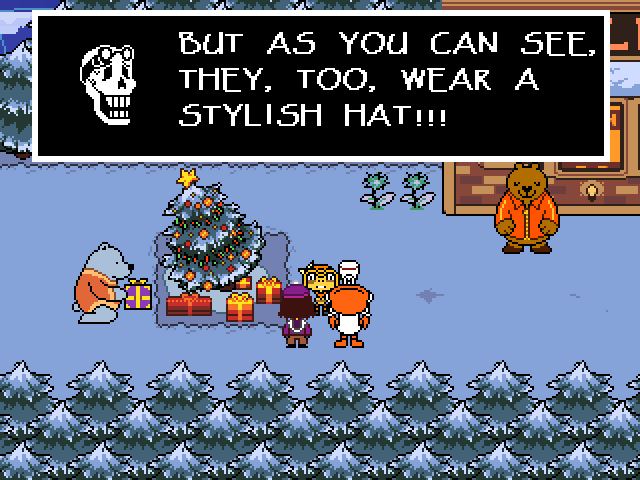 BUT AS YOU CAN SEE,
THEY, TOO, WEAR A
STYLISH HAT!!!